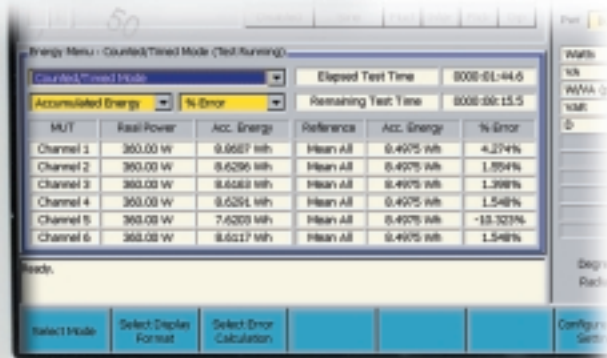 50
Energy Menu - Counted/Timed Mode (Test Running)
Counted/Timed Mode
Elapsed Test Time 0000:01:44.6
Accumulated Energy % Error
Remaining Test Time 0000:08:15.5
MUT Real Power Acc. Energy Reference Acc. Energy % Error
Channel 1 360.00 W 8.8607 Wh Mean All 8.4975 Wh 4.274%
Channel 2 360.00 W 8.6296 Wh Mean All 8.4975 Wh 1.554%
Channel 3 360.00 W 8.6163 Wh Mean All 8.4975 Wh 1.398%
Channel 4 360.00 W 8.6291 Wh Mean All 8.4975 Wh 1.548%
Channel 5 360.00 W 7.6203 Wh Mean All 8.4975 Wh -10.323%
Channel 6 360.00 W 8.6117 Wh Mean All 8.4975 Wh 1.548%
Watts
VA
Ready.
Select Mode
Select Display Format
Select Error Calculation